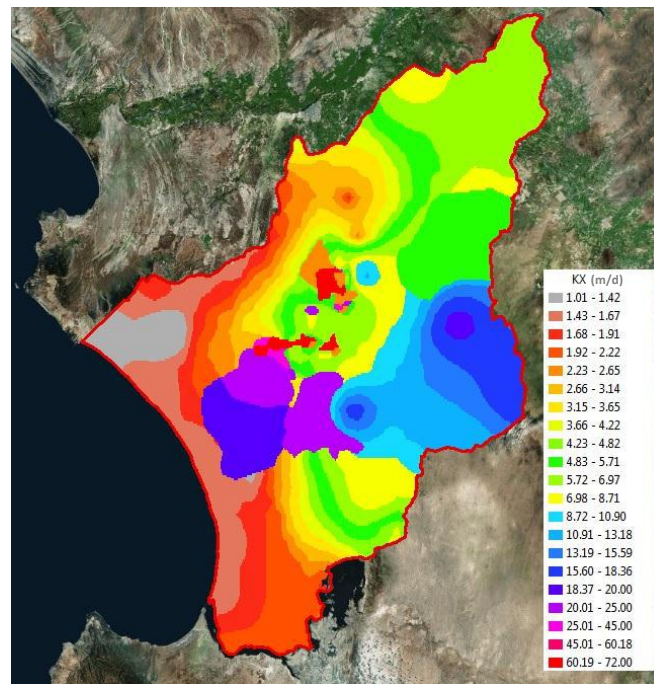 KX (m/d)
1.01 - 1.42
1.43 - 1.67
1.68 - 1.91
1.92 - 2.22
2.23 - 2.65
2.66 - 3.14
3.15 - 3.65
3.66 - 4.22
4.23 - 4.82
4.83 - 5.71
5.72 - 6.97
6.98 - 8.71
8.72 - 10.90
10.91 - 13.18
13.19 - 15.59
15.60 - 18.36
18.37 - 20.00
20.01 - 25.00
25.01 - 45.00
45.01 - 60.18
60.19 - 72.00